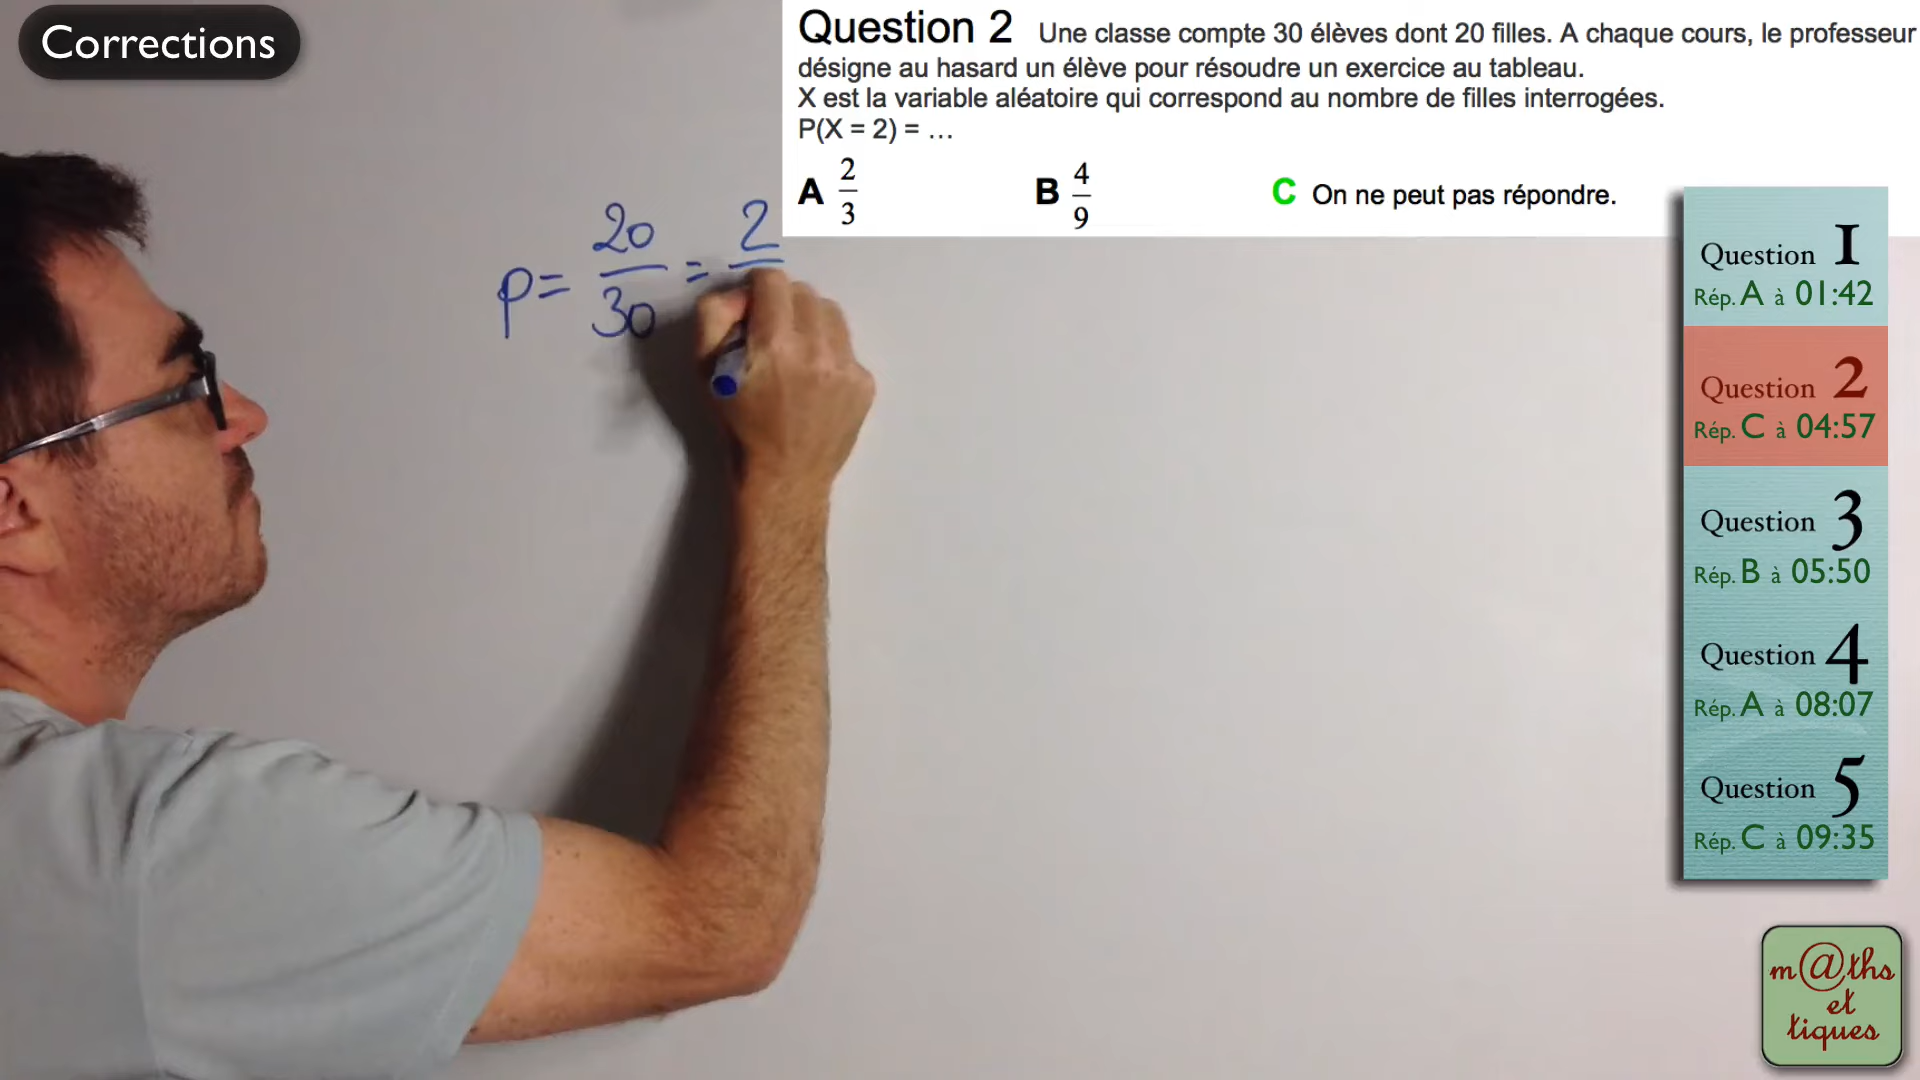 Corrections
Question 2 Une classe compte 30 élèves dont 20 filles. A chaque cours, le professeur
désigne au hasard un élève pour résoudre un exercice au tableau.
X est la variable aléatoire qui correspond au nombre de filles interrogées.
P(X = 2) = …
A 2/3 B 4/9 C On ne peut pas répondre.
p = 20/30 = 2
Question 1
Rép. A à 01:42
Question 2
Rép. C à 04:57
Question 3
Rép. B à 05:50
Question 4
Rép. A à 08:07
Question 5
Rép. C à 09:35
m@ths
et
tiques